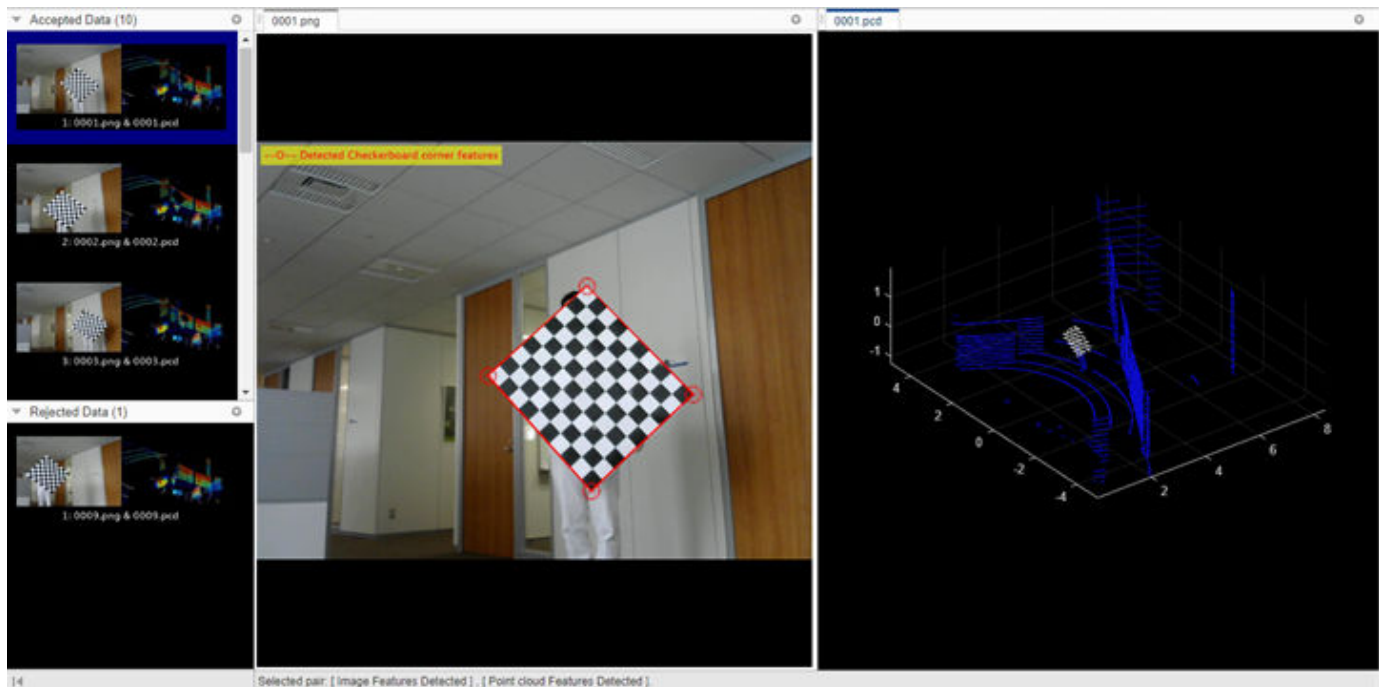 Accepted Data (10)
1: 0001.png & 0001.pcd
2: 0002.png & 0002.pcd
3: 0003.png & 0003.pcd
Rejected Data (1)
1: 0009.png & 0009.pcd
0001.png
---O--- Detected Checkerboard corner features
0001.pcd
1
0
-1
4
2
0
-2
-4
2
4
6
8
Selected pair: [ Image Features Detected ] , [ Point cloud Features Detected ].